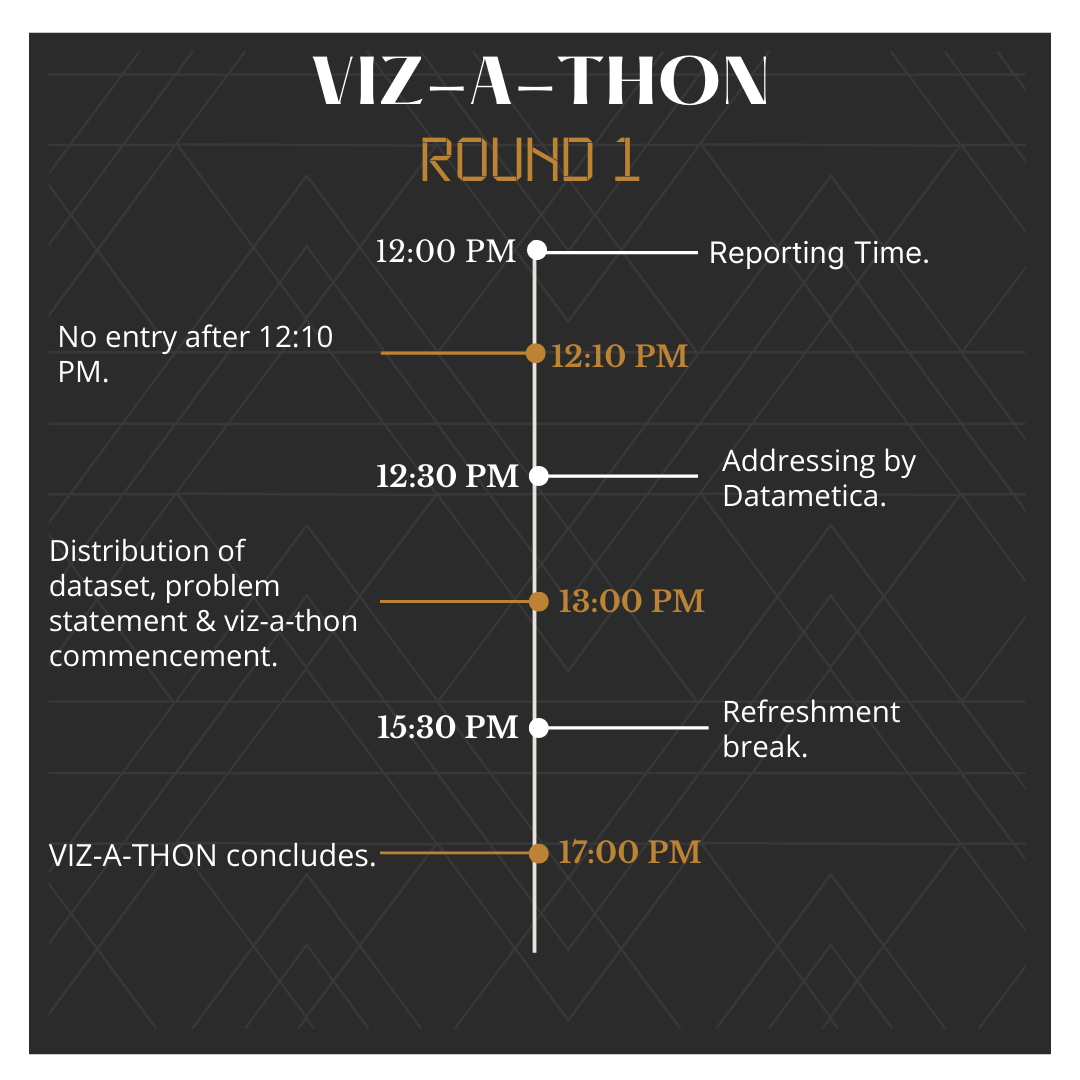 VIZ-A-THON
ROUND 1
12:00 PM
Reporting Time.
No entry after 12:10
PM.
12:10 PM
12:30 PM
Addressing by
Datametica.
Distribution of
dataset, problem
statement & viz-a-thon
commencement.
13:00 PM
15:30 PM
Refreshment
break.
VIZ-A-THON concludes.
17:00 PM